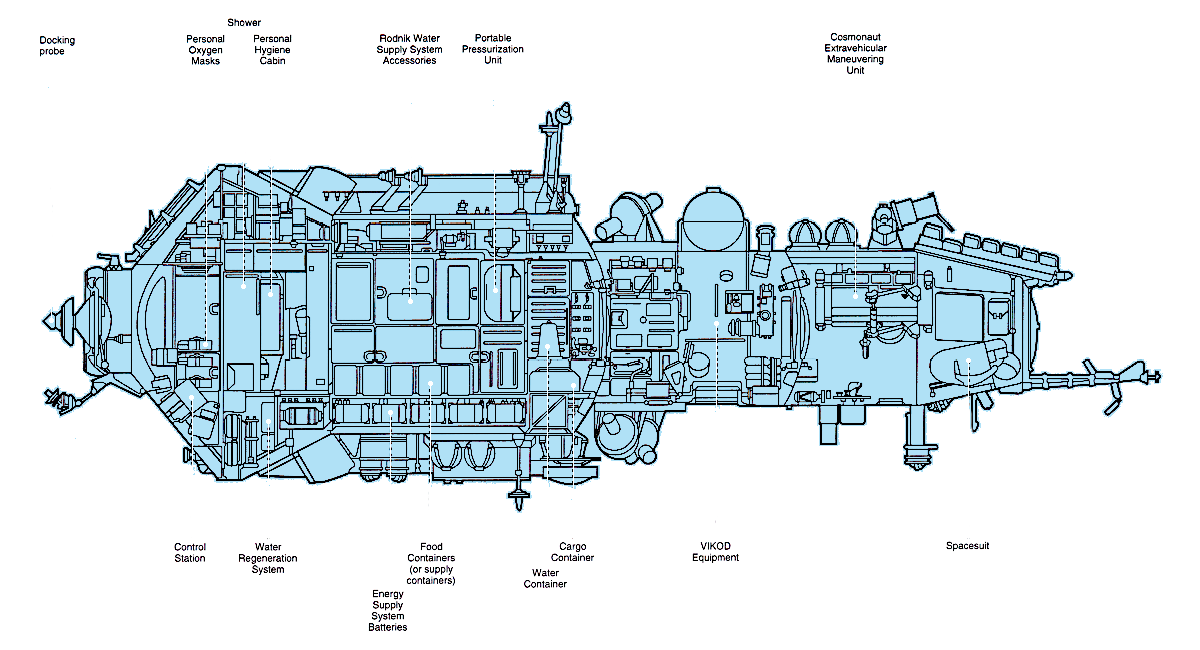 Shower
Docking
probe
Personal
Oxygen
Masks
Personal
Hygiene
Cabin
Rodnik Water
Supply System
Accessories
Portable
Pressurization
Unit
Cosmonaut
Extravehicular
Maneuvering
Unit
Control
Station
Water
Regeneration
System
Food
Containers
(or supply
containers)
Energy
Supply
System
Batteries
Cargo
Container
Water
Container
VIKOD
Equipment
Spacesuit